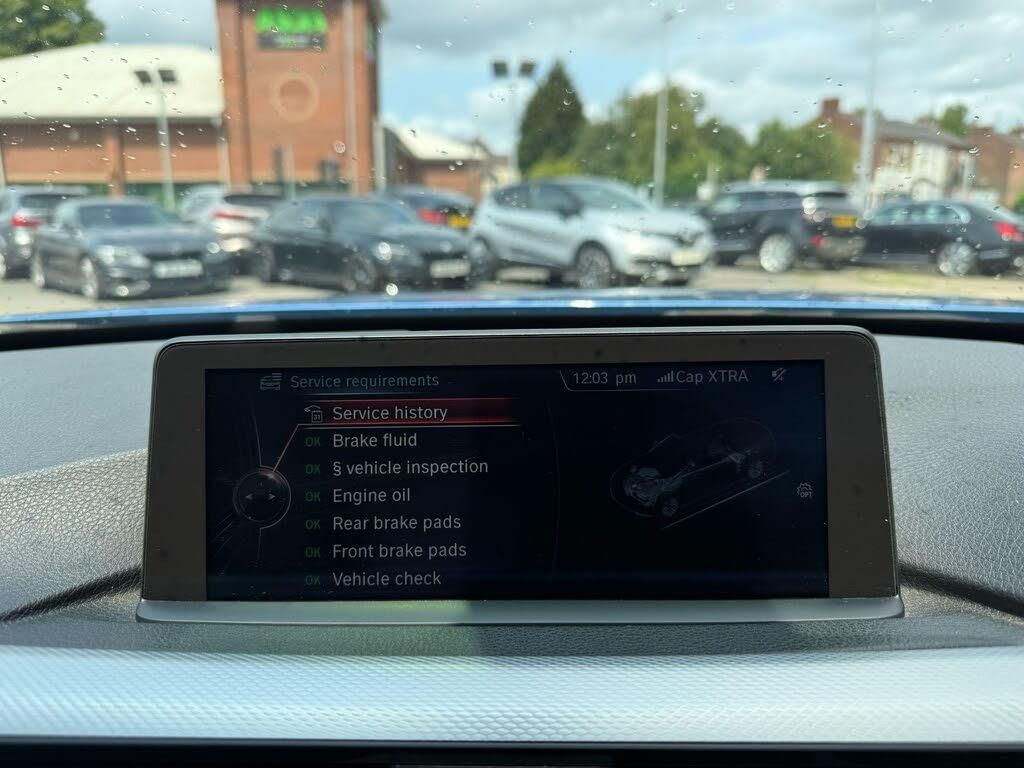 Service requirements
12:03 pm
Cap XTRA
Service history
OK Brake fluid
OK § vehicle inspection
OK Engine oil
OK Rear brake pads
OK Front brake pads
OK Vehicle check
31
OPT